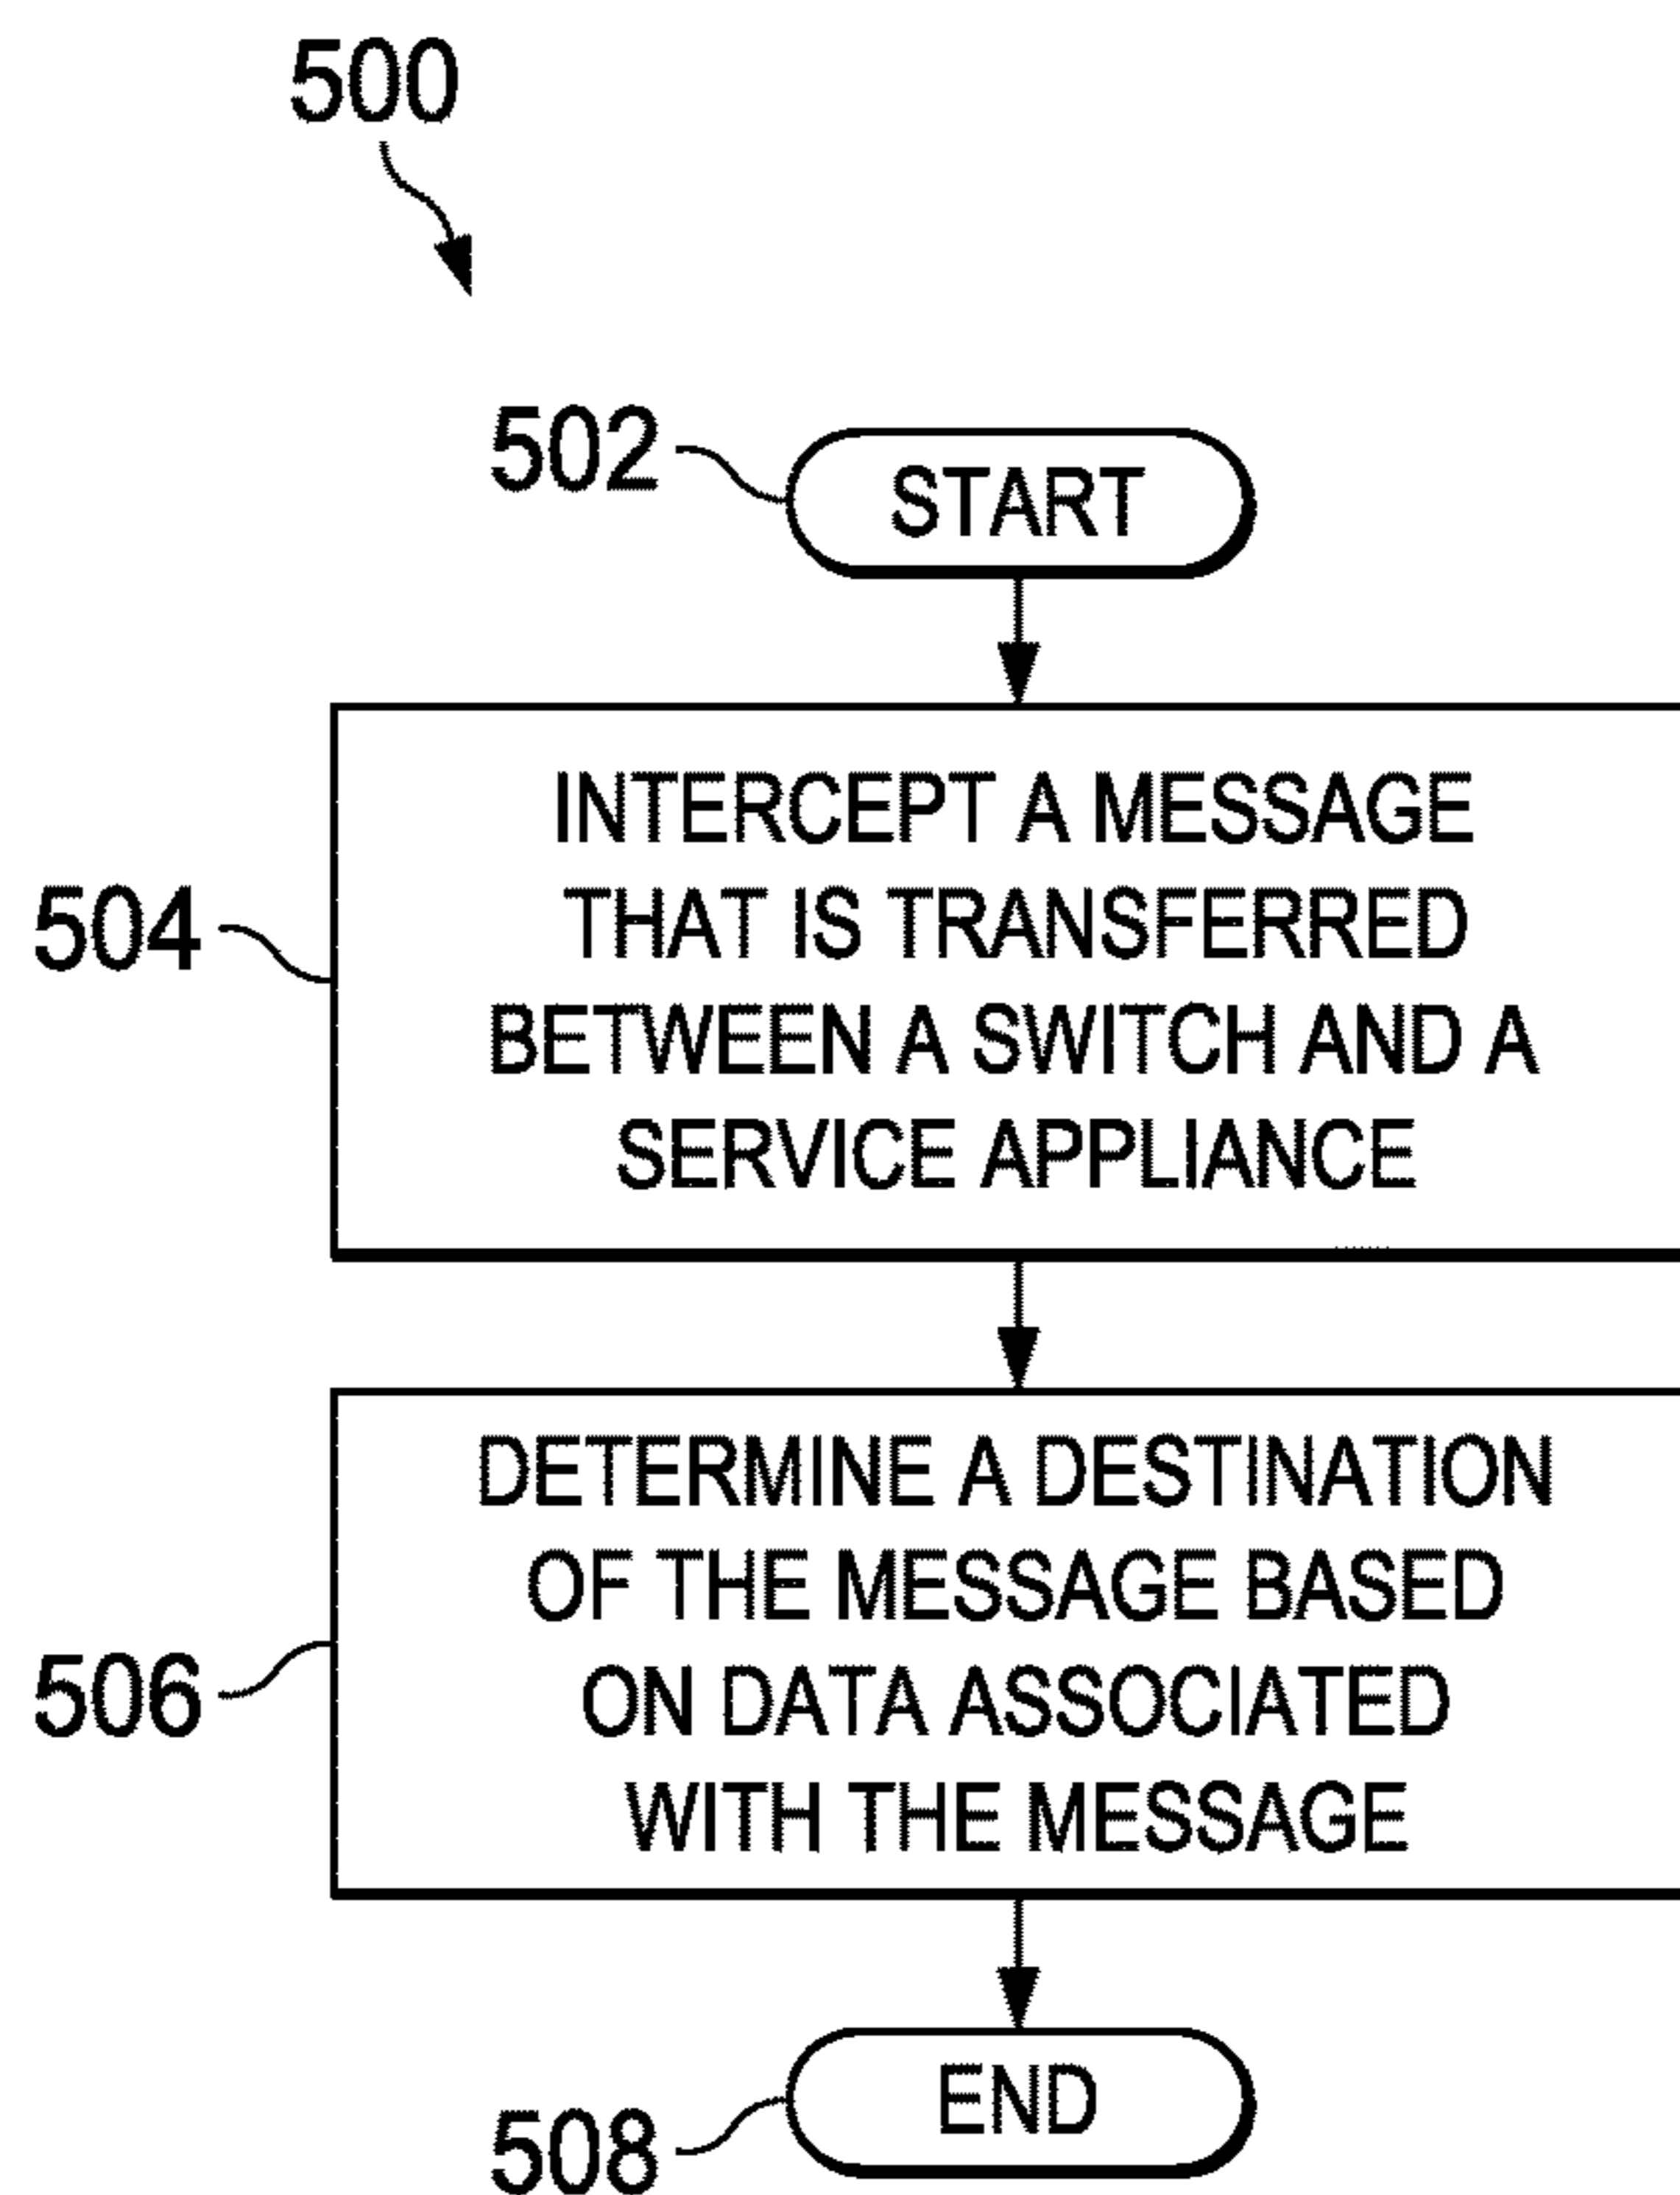 500
502
START
INTERCEPT A MESSAGE
THAT IS TRANSFERRED
504
BETWEEN A SWITCH AND A
SERVICE APPLIANCE
DETERMINE A DESTINATION
OF THE MESSAGE BASED
506
ON DATA ASSOCIATED
WITH THE MESSAGE
END
508